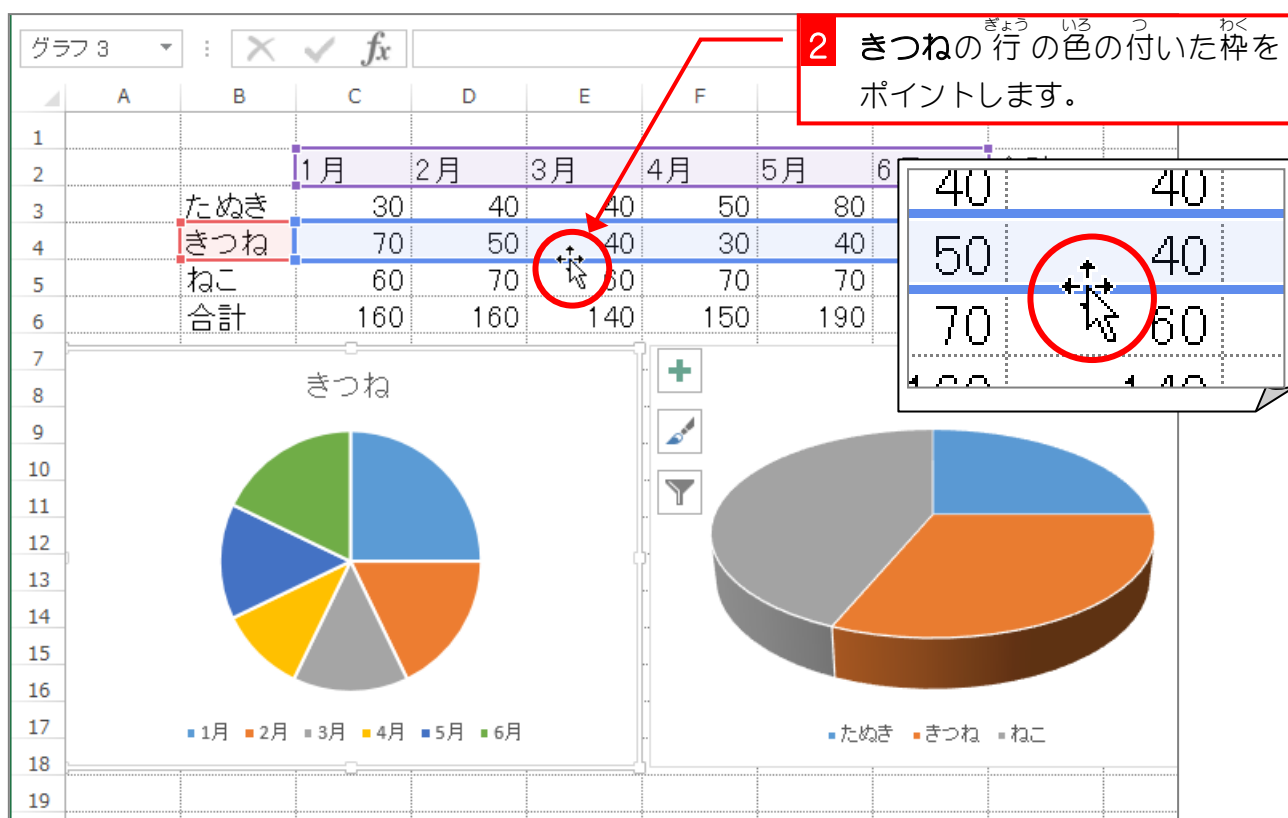 グラフ 3
fx
2 きつねの行の色の付いた枠を
ぎょう いろ つ わく
ポイントします。
A B C D E F
1
2 1月 2月 3月 4月 5月 6
3 たぬき 30 40 40 50 80
4 きつね 70 50 40 30 40
5 ねこ 60 70 60 70 70
6 合計 160 160 140 150 190
40 40
50 40
70 60
7
8
9
10
11
12
13
14
15
16
17
18
19
きつね
1月 2月 3月 4月 5月 6月
たぬき きつね ねこ